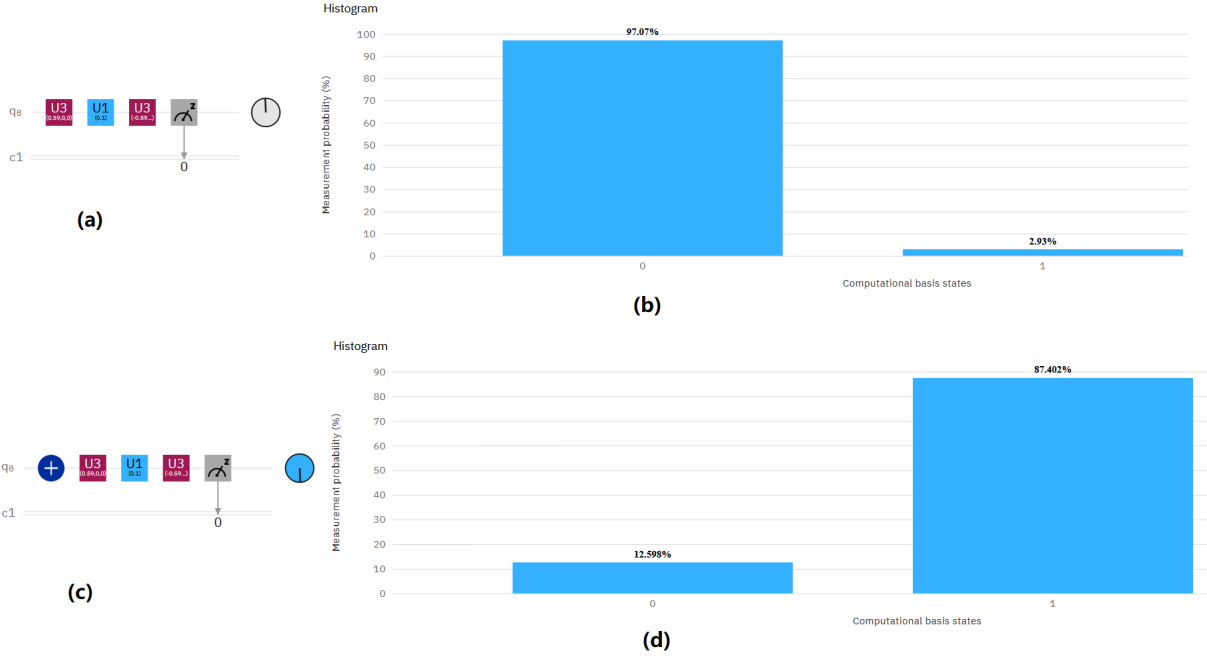 Histogram
100
97.07%
90
80
70
60
50
40
30
20
10
0
Measurement probability (%)
2.93%
0
1
Computational basis states
q0
U3
(0.69,0,0)
U1
(0.1)
U3
(-0.69...)
z
c1
0
(a)
(b)
Histogram
90
87.402%
80
70
60
50
40
30
20
10
0
Measurement probability (%)
12.598%
0
1
Computational basis states
q0
U3
(0.69,0,0)
U1
(0.1)
U3
(-0.69...)
z
c1
0
(c)
(d)